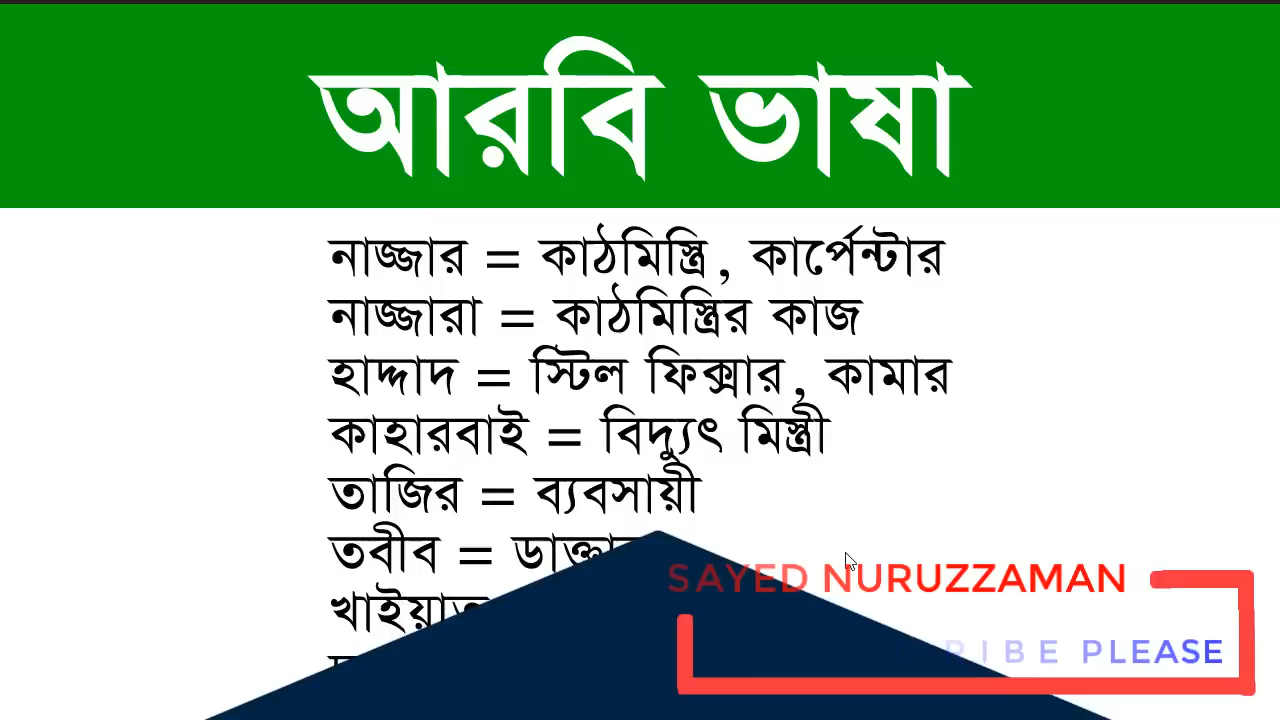 আরবি ভাষা
নাজ্জার = কাঠমিস্ত্রি, কার্পেন্টার
নাজ্জারা = কাঠমিস্ত্রির কাজ
হাদ্দাদ = স্টিল ফিক্সার, কামার
কাহারবাই = বিদ্যুৎ মিস্ত্রী
তাজির = ব্যবসায়ী
তবীব =
SAYED NURUZZAMAN
PLEASE